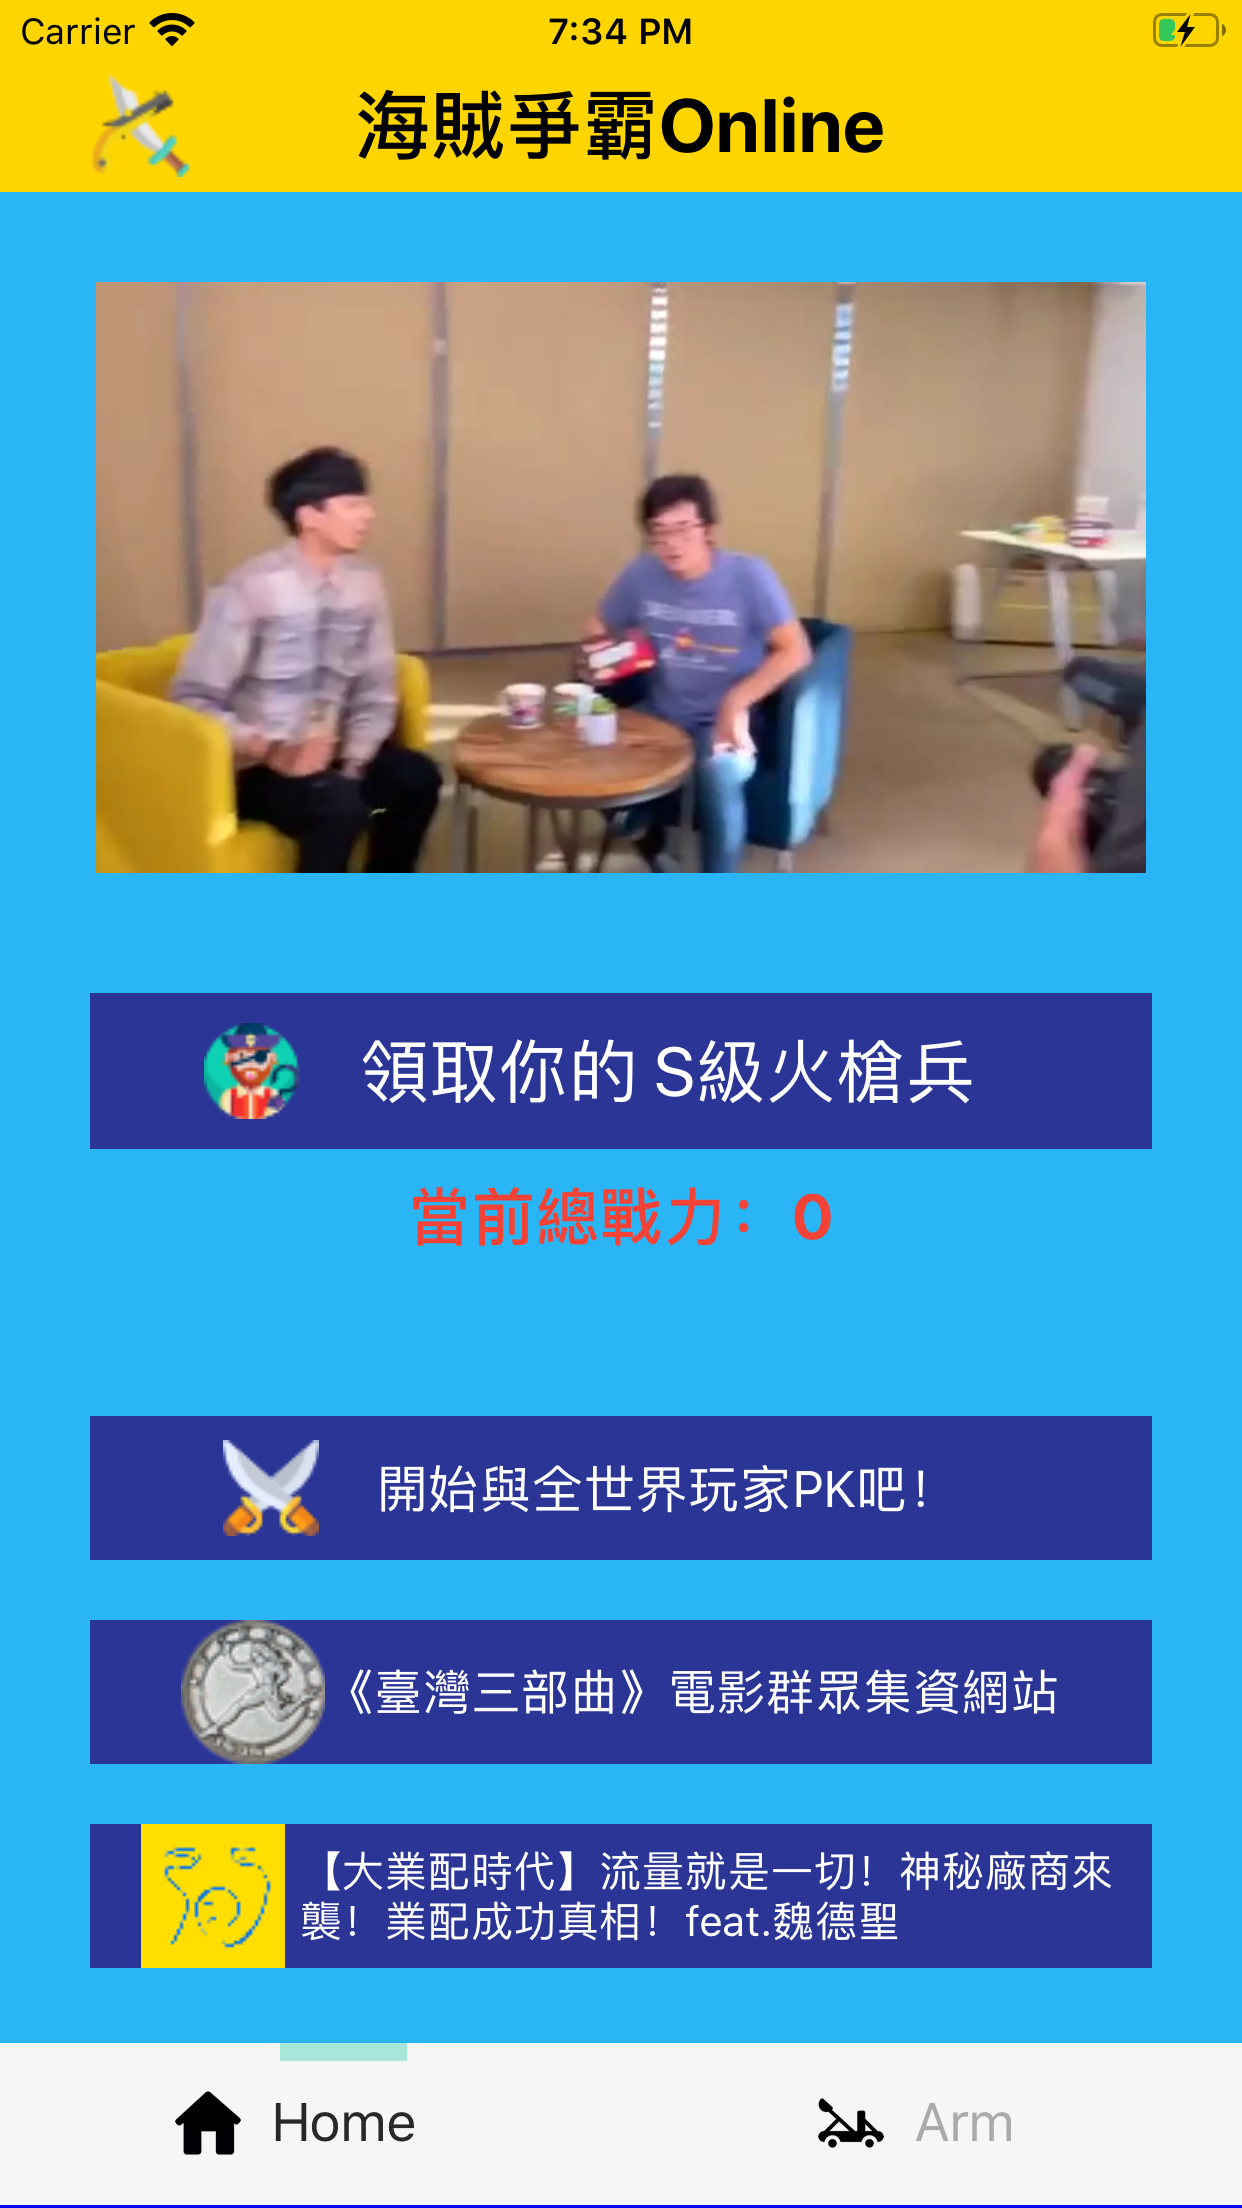 Carrier
7:34 PM
海賊爭霸Online
領取你的 S級火槍兵
當前總戰力：0
開始與全世界玩家PK吧！
《臺灣三部曲》電影群眾集資網站
【大業配時代】流量就是一切！神秘廠商來
襲！業配成功真相！feat.魏德聖
Home
Arm